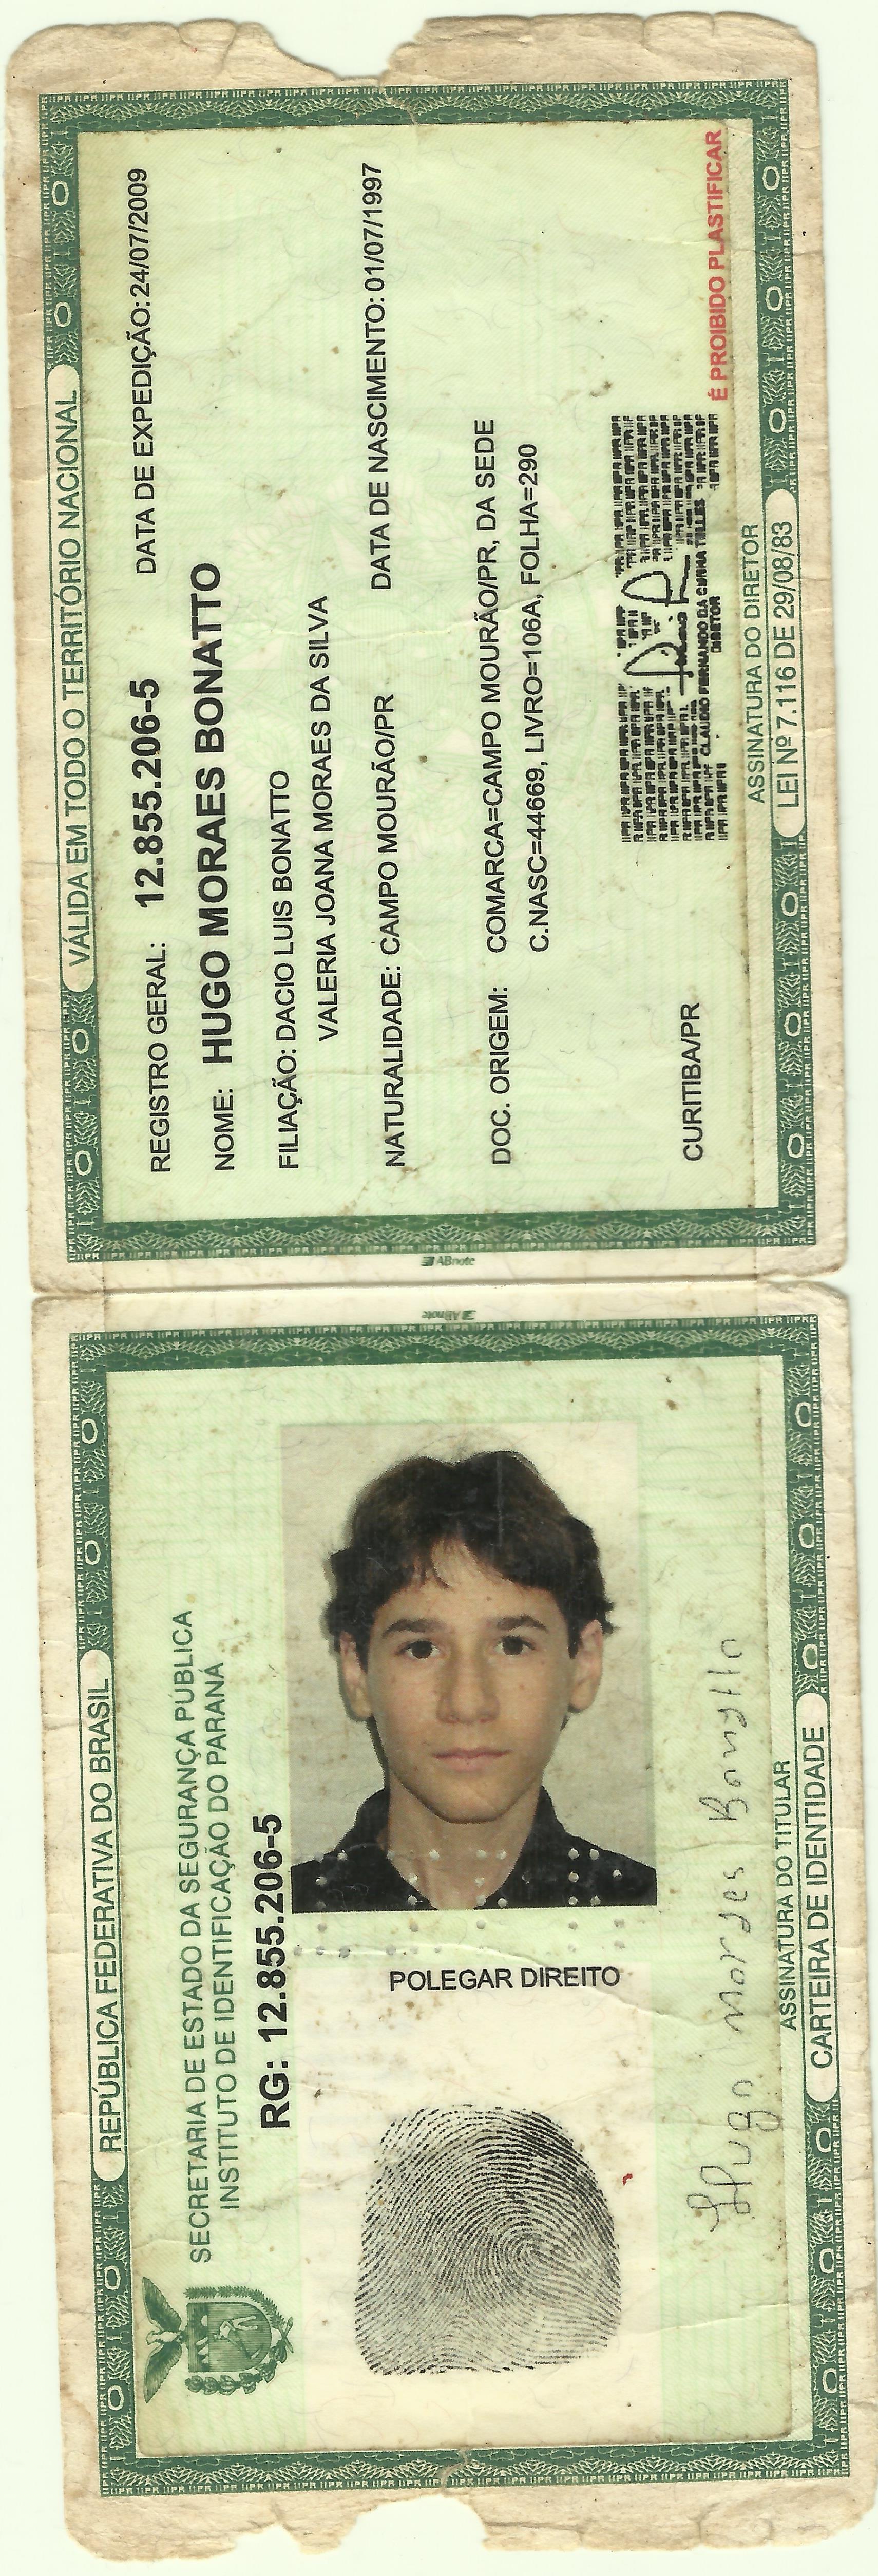 VÁLIDA EM TODO O TERRITÓRIO NACIONAL
REGISTRO GERAL: 12.855.206-5 DATA DE EXPEDIÇÃO: 24/07/2009
NOME: HUGO MORAES BONATTO
FILIAÇÃO: DACIO LUIS BONATTO
VALERIA JOANA MORAES DA SILVA
NATURALIDADE: CAMPO MOURÃO/PR DATA DE NASCIMENTO: 01/07/1997
DOC. ORIGEM: COMARCA=CAMPO MOURÃO/PR, DA SEDE
C.NASC=44669, LIVRO=106A, FOLHA=290
CURITIBA/PR
CLAUDIO FERNANDO DA CUNHA TELLES
DIRETOR
É PROIBIDO PLASTIFICAR
ASSINATURA DO DIRETOR
LEI Nº 7.116 DE 29/08/83
ABnote
ABnote
REPÚBLICA FEDERATIVA DO BRASIL
SECRETARIA DE ESTADO DA SEGURANÇA PÚBLICA
INSTITUTO DE IDENTIFICAÇÃO DO PARANÁ
RG: 12.855.206-5
POLEGAR DIREITO
Hugo Moraes Bonatto
ASSINATURA DO TITULAR
CARTEIRA DE IDENTIDADE